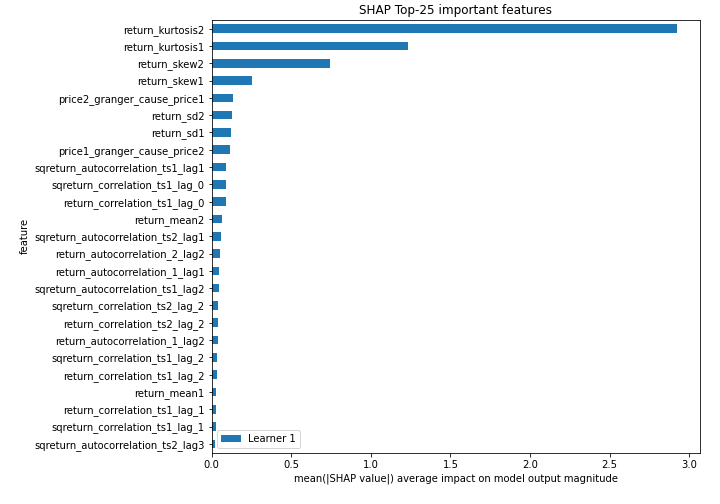 SHAP Top-25 important features
return_kurtosis2
return_kurtosis1
return_skew2
return_skew1
price2_granger_cause_price1
return_sd2
return_sd1
price1_granger_cause_price2
sqreturn_autocorrelation_ts1_lag1
sqreturn_correlation_ts1_lag_0
return_correlation_ts1_lag_0
return_mean2
sqreturn_autocorrelation_ts2_lag1
return_autocorrelation_2_lag2
return_autocorrelation_1_lag1
sqreturn_autocorrelation_ts1_lag2
sqreturn_correlation_ts2_lag_2
return_correlation_ts2_lag_2
return_autocorrelation_1_lag2
sqreturn_correlation_ts1_lag_2
return_correlation_ts1_lag_2
return_mean1
return_correlation_ts1_lag_1
sqreturn_correlation_ts1_lag_1
sqreturn_autocorrelation_ts2_lag3
feature
Learner 1
0.0 0.5 1.0 1.5 2.0 2.5 3.0
mean(|SHAP value|) average impact on model output magnitude